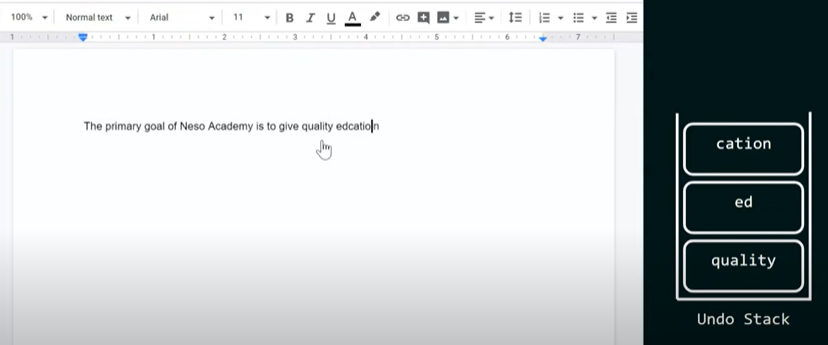 100% Normal text Arial 11 B I U A
1 1 2 3 4 5 6 7
The primary goal of Neso Academy is to give quality edcation
cation
ed
quality
Undo Stack